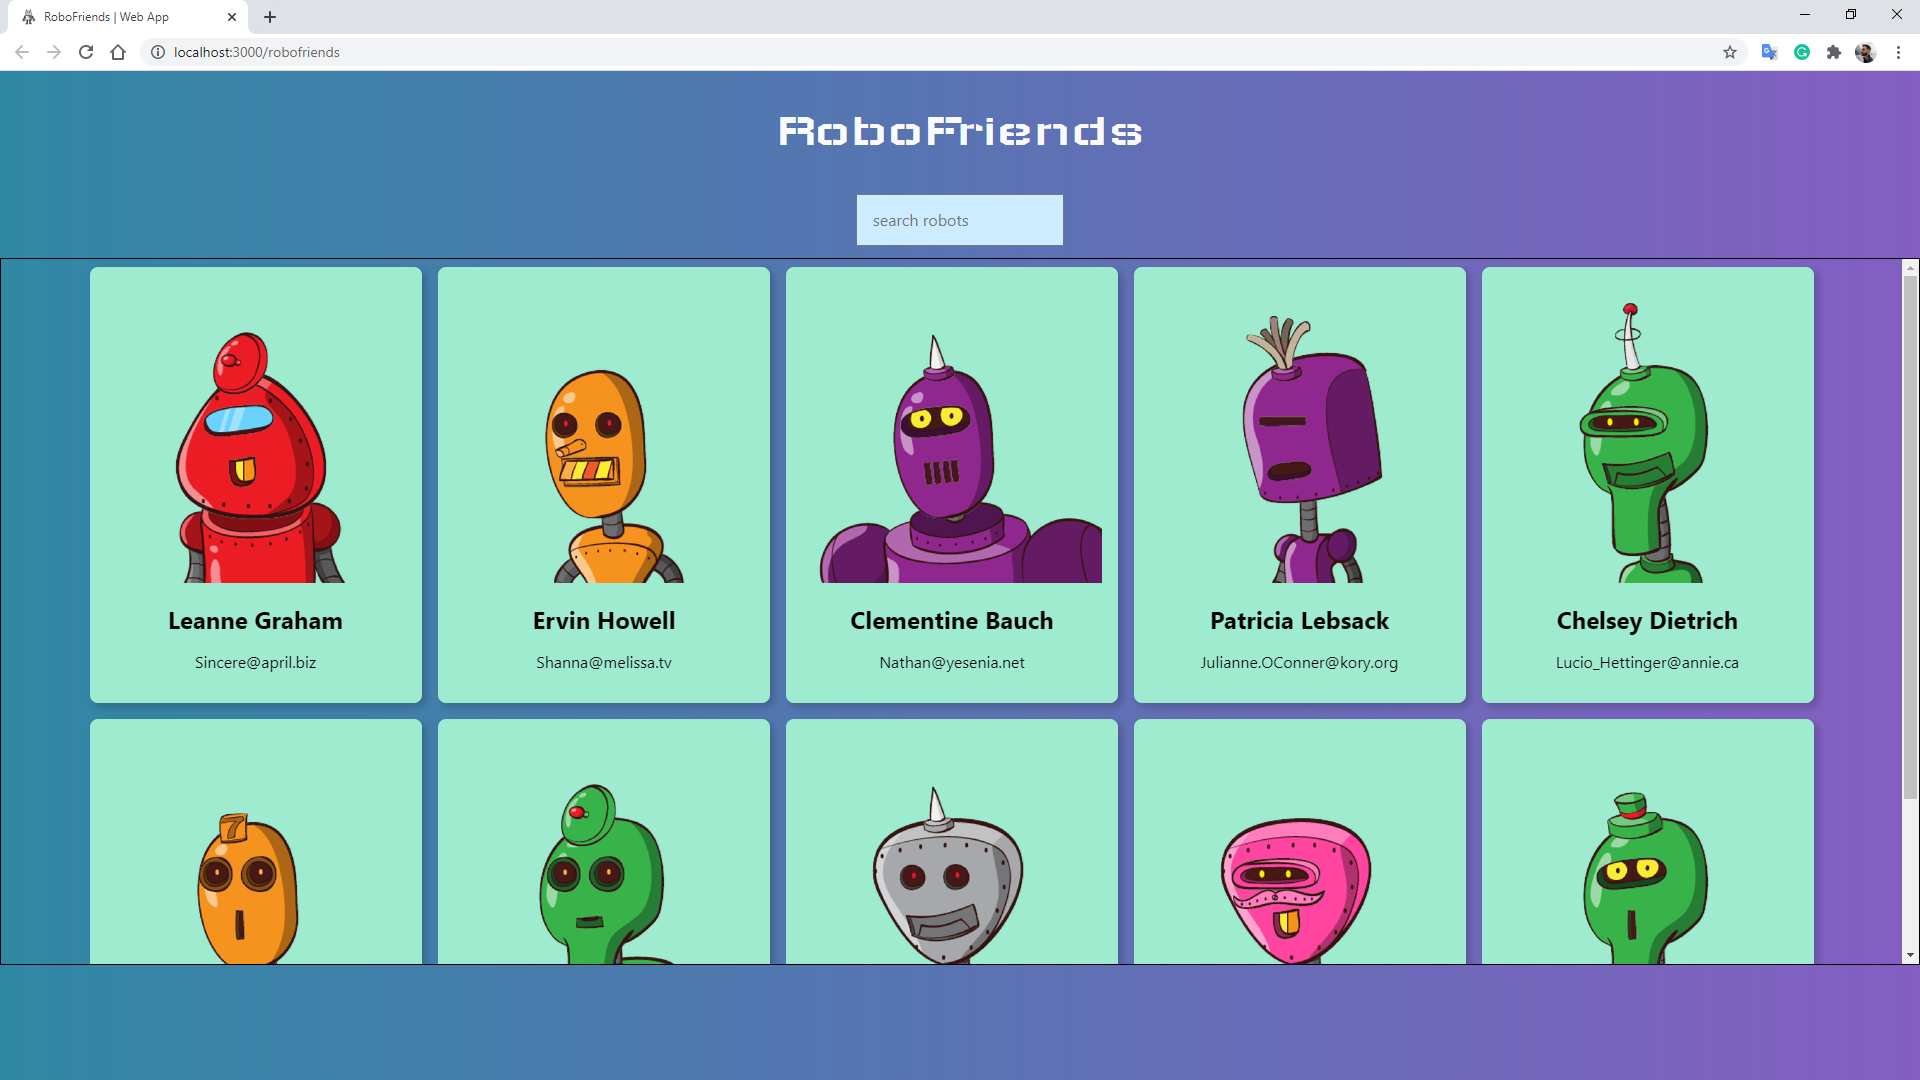 RoboFriends | Web App
localhost:3000/robofriends
RoboFriends
search robots
Leanne Graham
Sincere@april.biz
Ervin Howell
Shanna@melissa.tv
Clementine Bauch
Nathan@yesenia.net
Patricia Lebsack
Julianne.OConner@kory.org
Chelsey Dietrich
Lucio_Hettinger@annie.ca
7